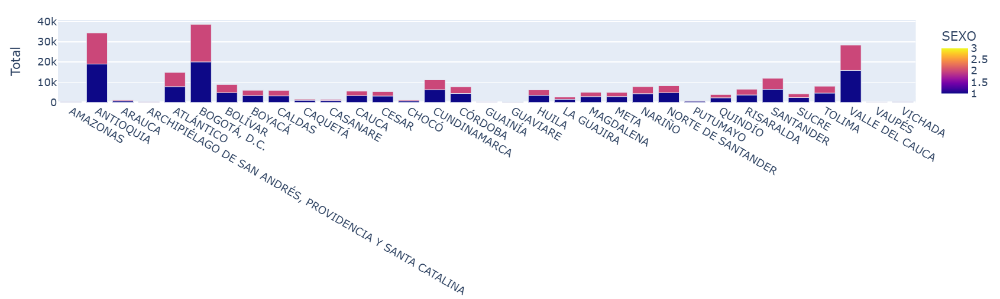 40k
30k
20k
10k
0
Total
AMAZONAS
ANTIOQUIA
ARAUCA
ARCHIPIÉLAGO DE SAN ANDRÉS, PROVIDENCIA Y SANTA CATALINA
ATLÁNTICO
BOGOTÁ, D.C.
BOLÍVAR
BOYACÁ
CALDAS
CAQUETÁ
CASANARE
CAUCA
CESAR
CHOCÓ
CUNDINAMARCA
CÓRDOBA
GUAINÍA
GUAVIARE
HUILA
LA GUAJIRA
MAGDALENA
META
NARIÑO
NORTE DE SANTANDER
PUTUMAYO
QUINDÍO
RISARALDA
SANTANDER
SUCRE
TOLIMA
VALLE DEL CAUCA
VAUPÉS
VICHADA
SEXO
3
2.5
2
1.5
1